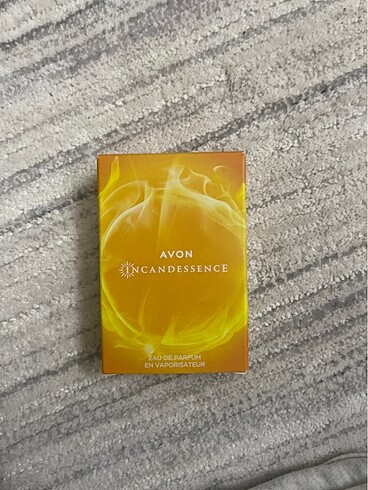 AVON
INCANDESSENCE
EAU DE PARFUM
EN VAPORISATEUR